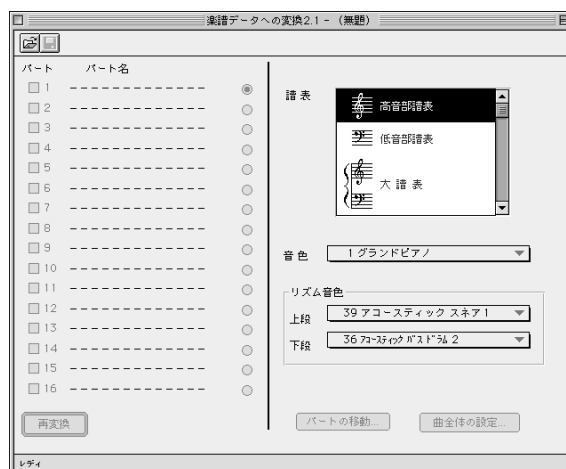 楽譜データへの変換2.1 - （無題）
パート パート名
1 -------------
2 -------------
3 -------------
4 -------------
5 -------------
6 -------------
7 -------------
8 -------------
9 -------------
10 -------------
11 -------------
12 -------------
13 -------------
14 -------------
15 -------------
16 -------------
再変換
譜表
高音部譜表
低音部譜表
大譜表
音色 1 グランドピアノ
リズム音色
上段 39 アコースティック スネア 1
下段 36 ｱｺｰｽﾃｨｯｸ ﾊﾞｽ ﾄﾞﾗﾑ 2
パートの移動...
曲全体の設定...
レディ